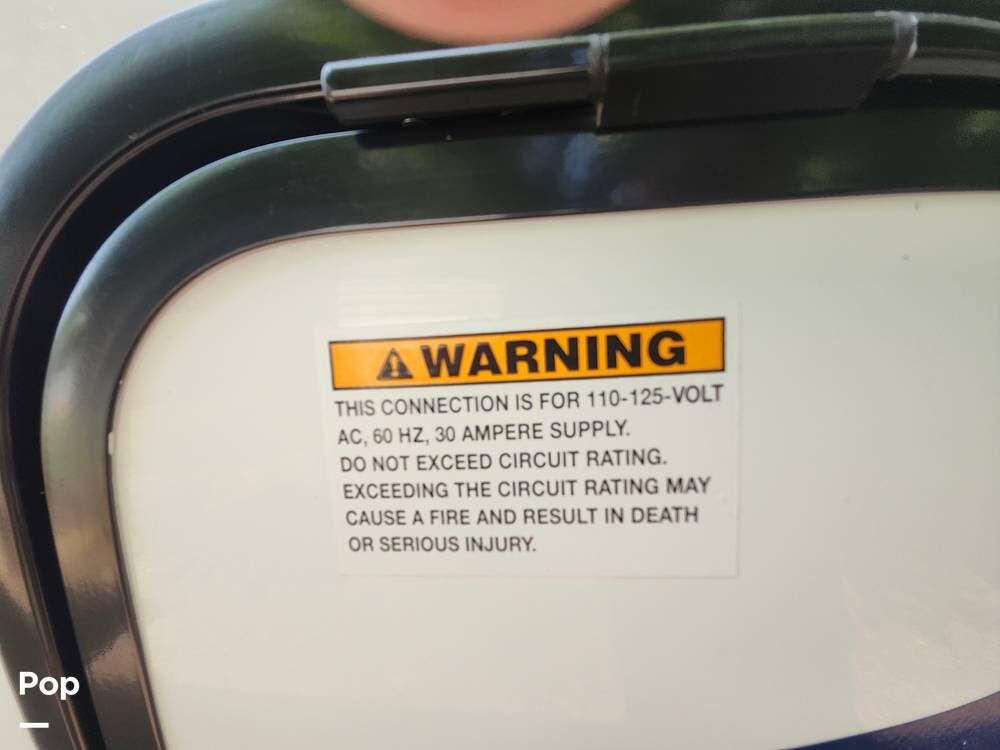 WARNING
THIS CONNECTION IS FOR 110-125-VOLT
AC, 60 HZ, 30 AMPERE SUPPLY.
DO NOT EXCEED CIRCUIT RATING.
EXCEEDING THE CIRCUIT RATING MAY
CAUSE A FIRE AND RESULT IN DEATH
OR SERIOUS INJURY.
Pop